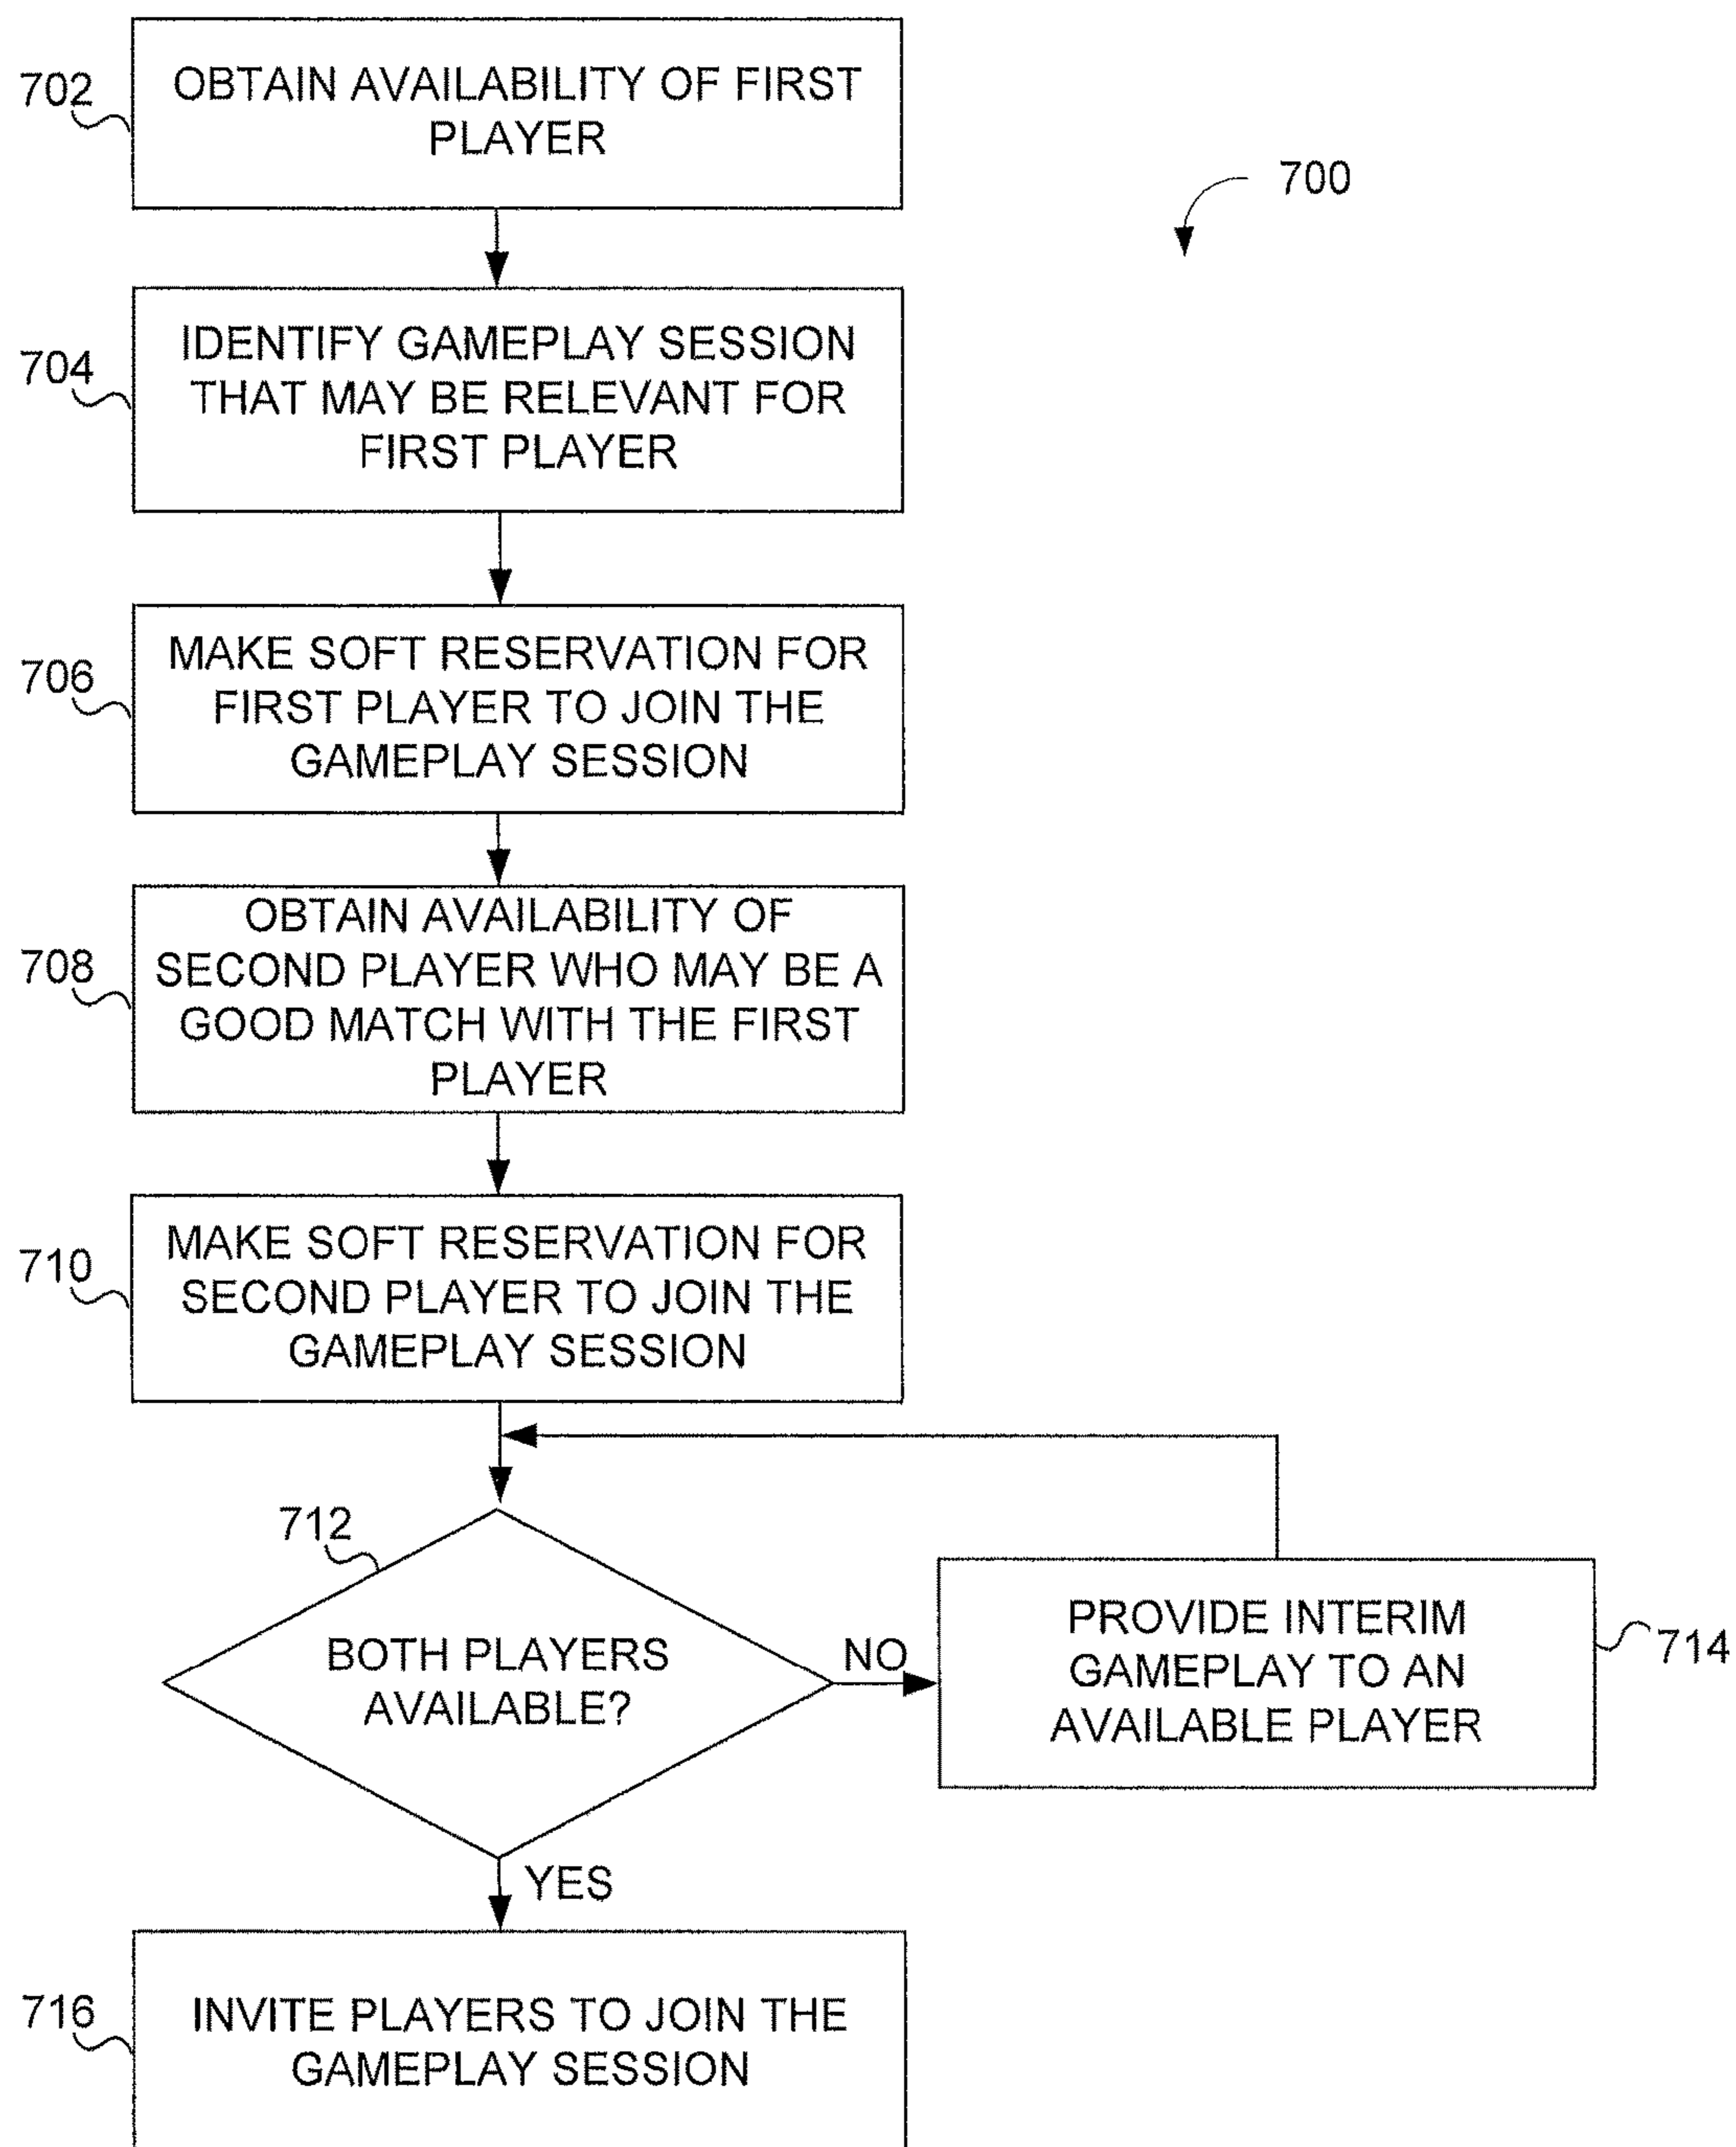 702
OBTAIN AVAILABILITY OF FIRST
PLAYER
700
704
IDENTIFY GAMEPLAY SESSION
THAT MAY BE RELEVANT FOR
FIRST PLAYER
706
MAKE SOFT RESERVATION FOR
FIRST PLAYER TO JOIN THE
GAMEPLAY SESSION
708
OBTAIN AVAILABILITY OF
SECOND PLAYER WHO MAY BE A
GOOD MATCH WITH THE FIRST
PLAYER
710
MAKE SOFT RESERVATION FOR
SECOND PLAYER TO JOIN THE
GAMEPLAY SESSION
712
BOTH PLAYERS
AVAILABLE?
NO
PROVIDE INTERIM
GAMEPLAY TO AN
AVAILABLE PLAYER
714
YES
716
INVITE PLAYERS TO JOIN THE
GAMEPLAY SESSION